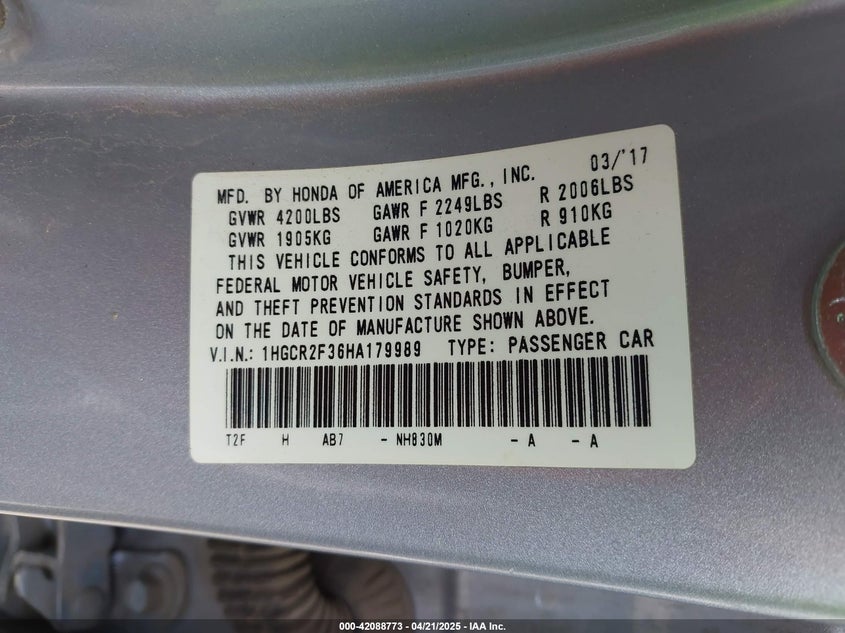 03/'17
MFD. BY HONDA OF AMERICA MFG., INC.
GVWR 4200LBS GAWR F 2249LBS R 2006LBS
GVWR 1905KG GAWR F 1020KG R 910KG
THIS VEHICLE CONFORMS TO ALL APPLICABLE
FEDERAL MOTOR VEHICLE SAFETY, BUMPER,
AND THEFT PREVENTION STANDARDS IN EFFECT
ON THE DATE OF MANUFACTURE SHOWN ABOVE.
V.I.N.: 1HGCR2F36HA179989 TYPE: PASSENGER CAR
T2F H AB7 - NH830M - A - A
000-42088773 - 04/21/2025 - IAA Inc.